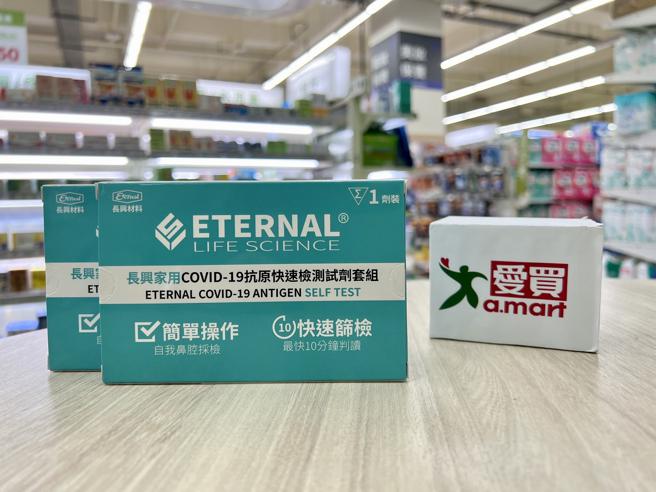 50
Eternal
長興材料
長興
ET
Eternal
長興材料
Σ 1 劑裝
ETERNAL®
LIFE SCIENCE
長興家用COVID-19抗原快速檢測試劑套組
ETERNAL COVID-19 ANTIGEN SELF TEST
簡單操作
自我鼻腔採檢
10 快速篩檢
最快10分鐘判讀
愛買
a.mart